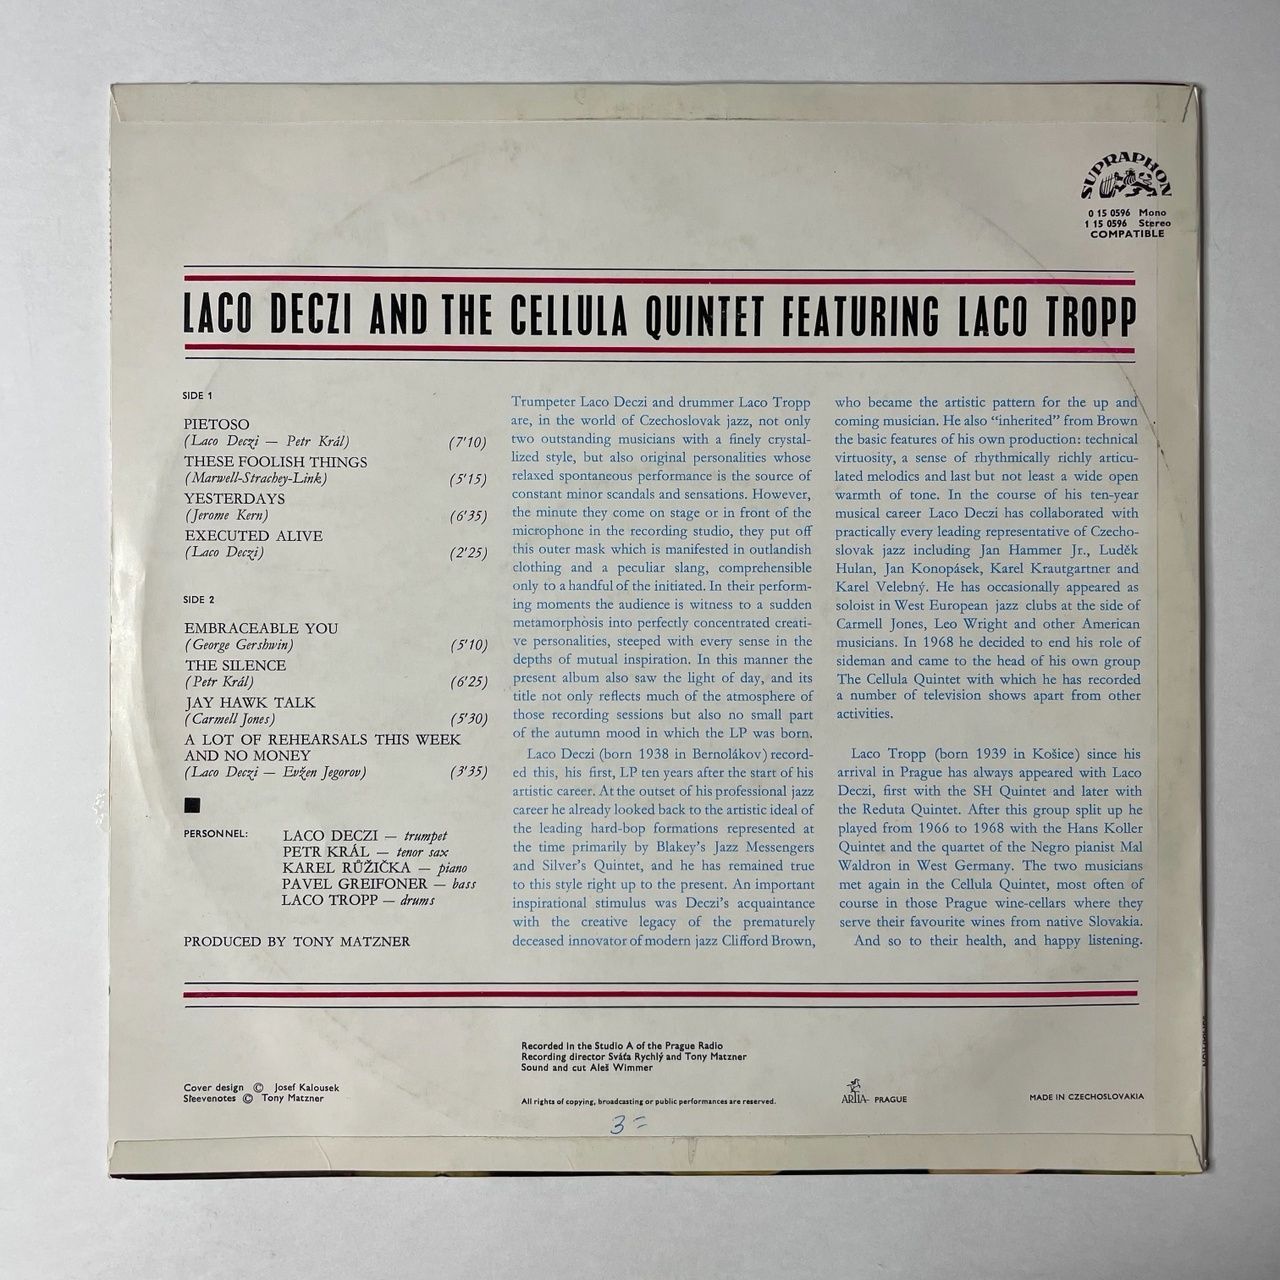 SUPRAPHON
0 15 0596 Mono
1 15 0596 Stereo
COMPATIBLE
LACO DECZI AND THE CELLULA QUINTET FEATURING LACO TROPP
SIDE 1
PIETOSO
(Laco Deczi — Petr Král) (7'10)
THESE FOOLISH THINGS
(Marwell-Strachey-Link) (5'15)
YESTERDAYS
(Jerome Kern) (6'35)
EXECUTED ALIVE
(Laco Deczi) (2'25)
SIDE 2
EMBRACEABLE YOU
(George Gershwin) (5'10)
THE SILENCE
(Petr Král) (6'25)
JAY HAWK TALK
(Carmell Jones) (5'30)
A LOT OF REHEARSALS THIS WEEK
AND NO MONEY
(Laco Deczi — Evžen Jegorov) (3'35)
PERSONNEL: LACO DECZI — trumpet
PETR KRÁL — tenor sax
KAREL RŮŽIČKA — piano
PAVEL GREIFONER — bass
LACO TROPP — drums
PRODUCED BY TONY MATZNER
Trumpeter Laco Deczi and drummer Laco Tropp
are, in the world of Czechoslovak jazz, not only
two outstanding musicians with a finely crystal-
lized style, but also original personalities whose
relaxed spontaneous performance is the source of
constant minor scandals and sensations. However,
the minute they come on stage or in front of the
microphone in the recording studio, they put off
this outer mask which is manifested in outlandish
clothing and a peculiar slang, comprehensible
only to a handful of the initiated. In their perform-
ing moments the audience is witness to a sudden
metamorphosis into perfectly concentrated creati-
ve personalities, steeped with every sense in the
depths of mutual inspiration. In this manner the
present album also saw the light of day, and its
title not only reflects much of the atmosphere of
those recording sessions but also no small part
of the autumn mood in which the LP was born.
Laco Deczi (born 1938 in Bernolákov) record-
ed this, his first, LP ten years after the start of his
artistic career. At the outset of his professional jazz
career he already looked back to the artistic ideal of
the leading hard-bop formations represented at
the time primarily by Blakey's Jazz Messengers
and Silver's Quintet, and he has remained true
to this style right up to the present. An important
inspirational stimulus was Deczi's acquaintance
with the creative legacy of the prematurely
deceased innovator of modern jazz Clifford Brown,
who became the artistic pattern for the up and
coming musician. He also “inherited” from Brown
the basic features of his own production: technical
virtuosity, a sense of rhythmically richly articu-
lated melodics and last but not least a wide open
warmth of tone. In the course of his ten-year
musical career Laco Deczi has collaborated with
practically every leading representative of Czecho-
slovak jazz including Jan Hammer Jr., Luděk
Hulan, Jan Konopásek, Karel Krautgartner and
Karel Velebný. He has occasionally appeared as
soloist in West European jazz clubs at the side of
Carmell Jones, Leo Wright and other American
musicians. In 1968 he decided to end his role of
sideman and came to the head of his own group
The Cellula Quintet with which he has recorded
a number of television shows apart from other
activities.
Laco Tropp (born 1939 in Košice) since his
arrival in Prague has always appeared with Laco
Deczi, first with the SH Quintet and later with
the Reduta Quintet. After this group split up he
played from 1966 to 1968 with the Hans Koller
Quintet and the quartet of the Negro pianist Mal
Waldron in West Germany. The two musicians
met again in the Cellula Quintet, most often of
course in those Prague wine-cellars where they
serve their favourite wines from native Slovakia.
And so to their health, and happy listening.
Recorded in the Studio A of the Prague Radio
Recording director Sváťa Rychlý and Tony Matzner
Sound and cut Aleš Wimmer
Cover design © Josef Kalousek
Sleevenotes © Tony Matzner
All rights of copying, broadcasting or public performances are reserved.
ARTIA PRAGUE
MADE IN CZECHOSLOVAKIA
3=